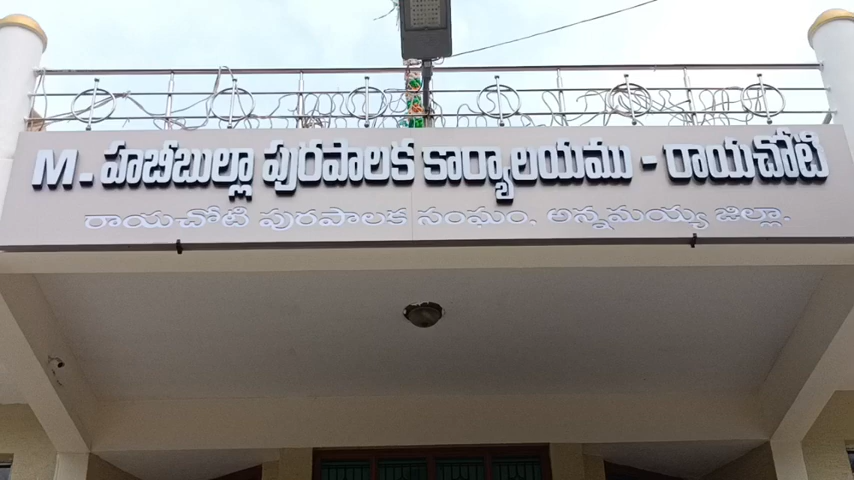 M. హబీబుల్లా పురపాలక కార్యాలయము - రాయచోటి
రాయచోటి పురపాలక సంఘం, అన్నమయ్య జిల్లా.